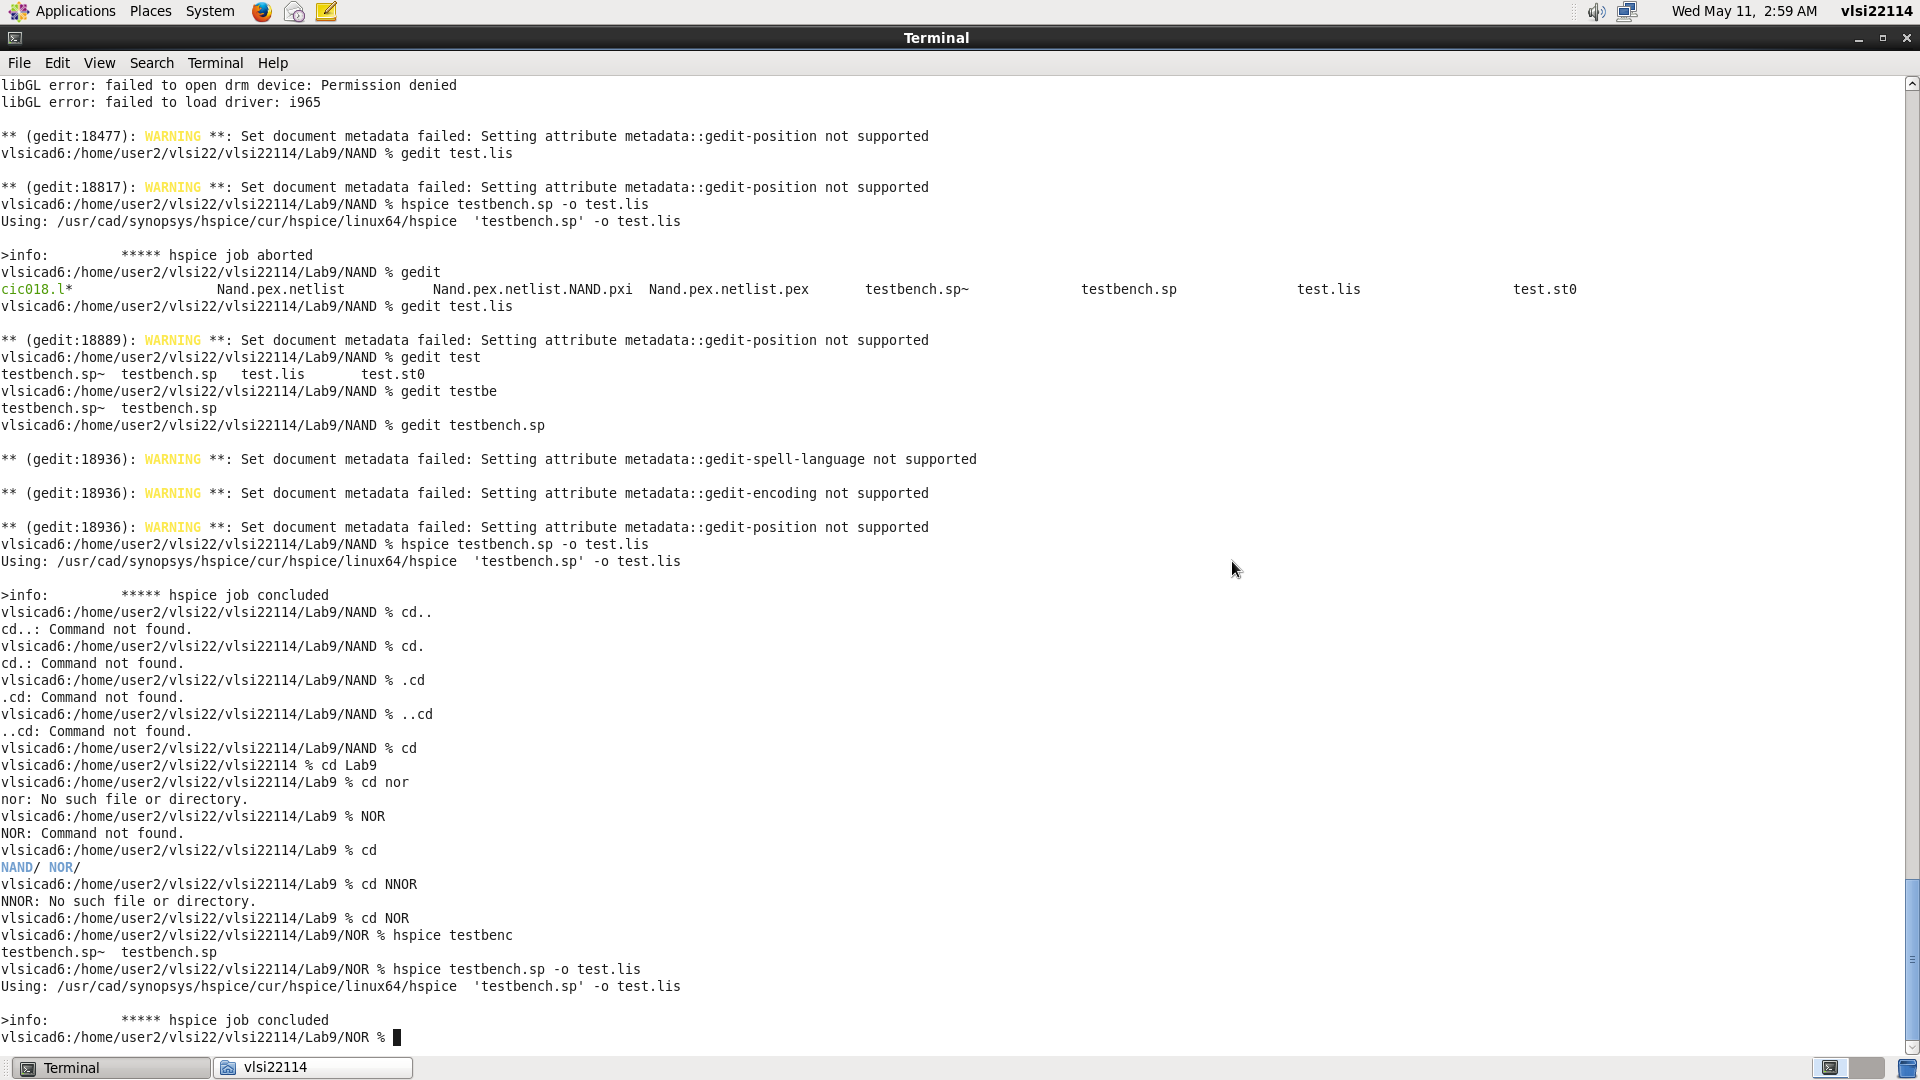 Applications Places System Wed May 11, 2:59 AM vlsi22114
Terminal
File Edit View Search Terminal Help
libGL error: failed to open drm device: Permission denied
libGL error: failed to load driver: i965
** (gedit:18477): WARNING **: Set document metadata failed: Setting attribute metadata::gedit-position not supported
vlsicad6:/home/user2/vlsi22/vlsi22114/Lab9/NAND % gedit test.lis
** (gedit:18817): WARNING **: Set document metadata failed: Setting attribute metadata::gedit-position not supported
vlsicad6:/home/user2/vlsi22/vlsi22114/Lab9/NAND % hspice testbench.sp -o test.lis
Using: /usr/cad/synopsys/hspice/cur/hspice/linux64/hspice  'testbench.sp' -o test.lis
>info:         ***** hspice job aborted
vlsicad6:/home/user2/vlsi22/vlsi22114/Lab9/NAND % gedit
cic018.l*                  Nand.pex.netlist           Nand.pex.netlist.NAND.pxi  Nand.pex.netlist.pex       testbench.sp~              testbench.sp               test.lis                   test.st0
vlsicad6:/home/user2/vlsi22/vlsi22114/Lab9/NAND % gedit test.lis
** (gedit:18889): WARNING **: Set document metadata failed: Setting attribute metadata::gedit-position not supported
vlsicad6:/home/user2/vlsi22/vlsi22114/Lab9/NAND % gedit test
testbench.sp~  testbench.sp   test.lis       test.st0
vlsicad6:/home/user2/vlsi22/vlsi22114/Lab9/NAND % gedit testbe
testbench.sp~  testbench.sp
vlsicad6:/home/user2/vlsi22/vlsi22114/Lab9/NAND % gedit testbench.sp
** (gedit:18936): WARNING **: Set document metadata failed: Setting attribute metadata::gedit-spell-language not supported
** (gedit:18936): WARNING **: Set document metadata failed: Setting attribute metadata::gedit-encoding not supported
** (gedit:18936): WARNING **: Set document metadata failed: Setting attribute metadata::gedit-position not supported
vlsicad6:/home/user2/vlsi22/vlsi22114/Lab9/NAND % hspice testbench.sp -o test.lis
Using: /usr/cad/synopsys/hspice/cur/hspice/linux64/hspice  'testbench.sp' -o test.lis
>info:         ***** hspice job concluded
vlsicad6:/home/user2/vlsi22/vlsi22114/Lab9/NAND % cd..
cd..: Command not found.
vlsicad6:/home/user2/vlsi22/vlsi22114/Lab9/NAND % cd.
cd.: Command not found.
vlsicad6:/home/user2/vlsi22/vlsi22114/Lab9/NAND % .cd
.cd: Command not found.
vlsicad6:/home/user2/vlsi22/vlsi22114/Lab9/NAND % ..cd
..cd: Command not found.
vlsicad6:/home/user2/vlsi22/vlsi22114/Lab9/NAND % cd
vlsicad6:/home/user2/vlsi22/vlsi22114 % cd Lab9
vlsicad6:/home/user2/vlsi22/vlsi22114/Lab9 % cd nor
nor: No such file or directory.
vlsicad6:/home/user2/vlsi22/vlsi22114/Lab9 % NOR
NOR: Command not found.
vlsicad6:/home/user2/vlsi22/vlsi22114/Lab9 % cd
NAND/ NOR/
vlsicad6:/home/user2/vlsi22/vlsi22114/Lab9 % cd NNOR
NNOR: No such file or directory.
vlsicad6:/home/user2/vlsi22/vlsi22114/Lab9 % cd NOR
vlsicad6:/home/user2/vlsi22/vlsi22114/Lab9/NOR % hspice testbenc
testbench.sp~  testbench.sp
vlsicad6:/home/user2/vlsi22/vlsi22114/Lab9/NOR % hspice testbench.sp -o test.lis
Using: /usr/cad/synopsys/hspice/cur/hspice/linux64/hspice  'testbench.sp' -o test.lis
>info:         ***** hspice job concluded
vlsicad6:/home/user2/vlsi22/vlsi22114/Lab9/NOR %
Terminal vlsi22114